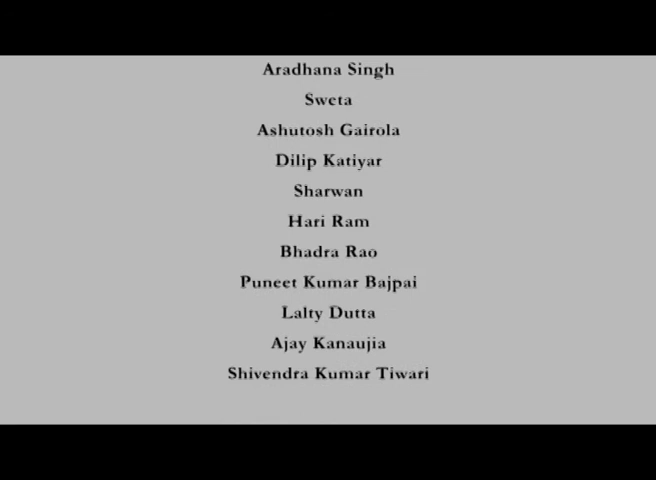 Aradhana Singh
Sweta
Ashutosh Gairola
Dilip Katiyar
Sharwan
Hari Ram
Bhadra Rao
Puneet Kumar Bajpai
Lalty Dutta
Ajay Kanaujia
Shivendra Kumar Tiwari